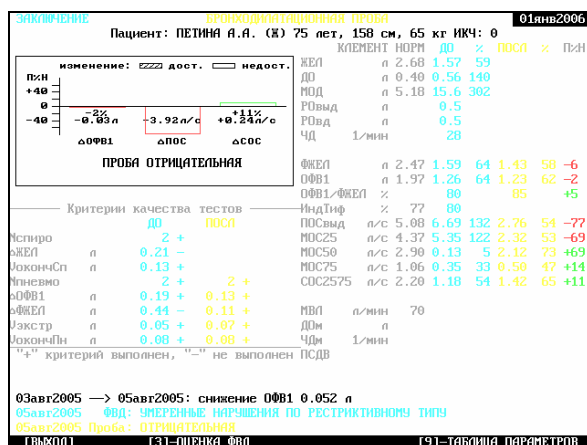 ЗАКЛЮЧЕНИЕ БРОНХОДИЛАТАЦИОННАЯ ПРОБА 01янв2006
Пациент: ПЕТИНА А.А. (Ж) 75 лет, 158 см, 65 кг ИКЧ: 0
КЛЕМЕНТ НОРМ ДО % ПОСЛ % П%Н
изменение: дост. недост.
П%Н
+40
0
-40
-2% +11%
-0.03л -3.92л/с +0.24л/с
△ОФВ1 △ПОС △СОС
ПРОБА ОТРИЦАТЕЛЬНАЯ
ЖЕЛ л 2.68 1.57 59
ДО л 0.40 0.56 140
МОД л 5.18 15.6 302
РОвыд л 0.5
РОвд л 0.5
ЧД 1/мин 28
ФЖЕЛ л 2.47 1.59 64 1.43 58 -6
ОФВ1 л 1.97 1.26 64 1.23 62 -2
ОФВ1/ФЖЕЛ % 80 85 +5
ИндТиф % 77 80
ПОСвыд л/с 5.08 6.69 132 2.76 54 -77
МОС25 л/с 4.37 5.35 122 2.32 53 -69
МОС50 л/с 2.90 0.13 5 2.12 73 +69
МОС75 л/с 1.06 0.35 33 0.50 47 +14
СОС2575 л/с 2.20 1.18 54 1.42 65 +11
МВЛ л/мин 70
ДОм л
ЧДм 1/мин
ПСДВ
Критерии качества тестов
ДО ПОСЛ
Nспиро 2 +
△ЖЕЛ л 0.21 -
VокончСп л 0.13 +
Nпневмо 2 + 2 +
△ОФВ1 л 0.19 + 0.13 +
△ФЖЕЛ л 0.44 - 0.11 +
Vэкстр л 0.05 + 0.07 +
VокончПн л 0.08 + 0.08 +
"+" критерий выполнен, "-" не выполнен
03авг2005 —> 05авг2005: снижение ОФВ1 0.052 л
05авг2005 ФВД: УМЕРЕННЫЕ НАРУШЕНИЯ ПО РЕСТРИКТИВНОМУ ТИПУ
05авг2005 Проба: ОТРИЦАТЕЛЬНАЯ
[ВЫХОД] [3]-ОЦЕНКА ФВД [9]-ТАБЛИЦА ПАРАМЕТРОВ